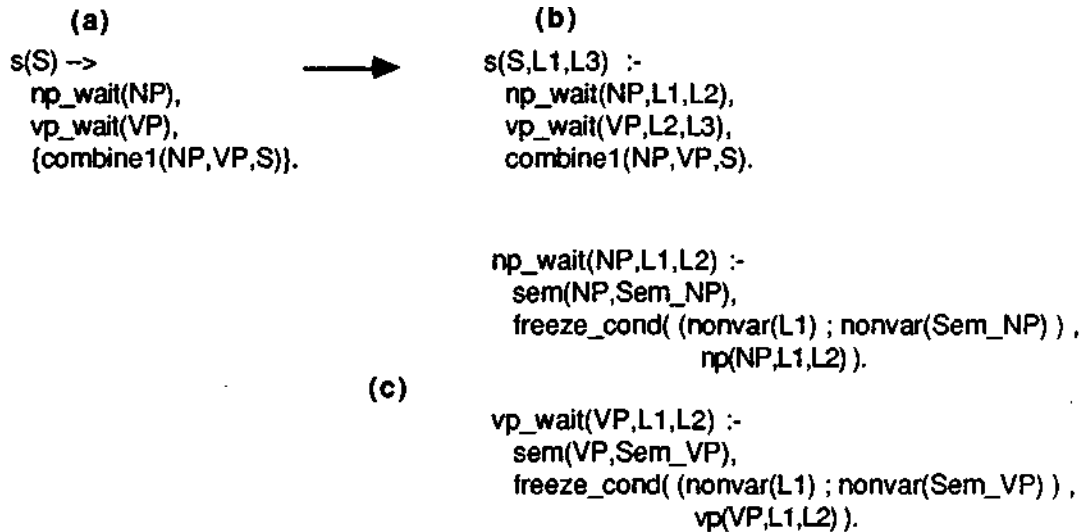 (a)
s(S) -->
np_wait(NP),
vp_wait(VP),
{combine1(NP,VP,S)}.
(b)
s(S,L1,L3) :-
np_wait(NP,L1,L2),
vp_wait(VP,L2,L3),
combine1(NP,VP,S).
(c)
np_wait(NP,L1,L2) :-
sem(NP,Sem_NP),
freeze_cond( (nonvar(L1) ; nonvar(Sem_NP) ) ,
np(NP,L1,L2) ).
vp_wait(VP,L1,L2) :-
sem(VP,Sem_VP),
freeze_cond( (nonvar(L1) ; nonvar(Sem_VP) ) ,
vp(VP,L1,L2) ).